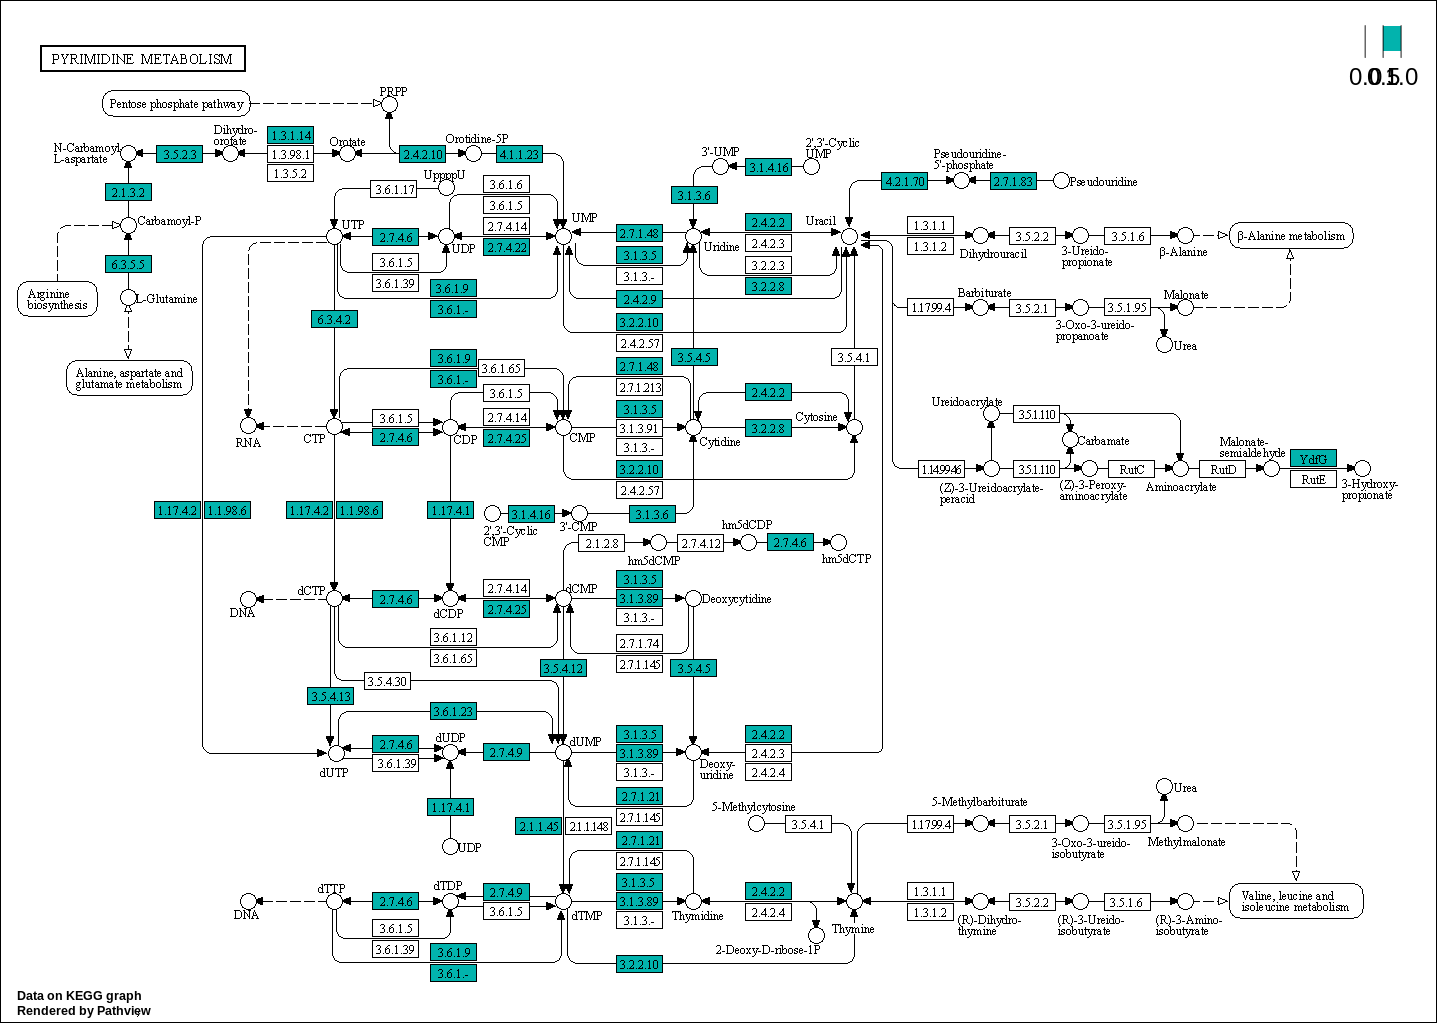 PYRIMIDINE METABOLISM
Pentose phosphate pathway
PRPP
Dihydro-
orotate
1.3.1.14
1.3.98.1
1.3.5.2
Orotate
Orotidine-5P
N-Carbamoyl-
L-aspartate
3.5.2.3
2.4.2.10
4.1.1.23
3'-UMP
3.1.4.16
2',3'-Cyclic
UMP
Pseudouridine-
5'-phosphate
4.2.1.70
2.7.1.83
Pseudouridine
UppppU
3.6.1.17
3.6.1.6
3.6.1.5
2.7.4.14
2.7.4.22
2.1.3.2
3.1.3.6
Carbamoyl-P
UTP
2.7.4.6
UDP
UMP
2.7.1.48
3.1.3.5
3.1.3.-
Uridine
2.4.2.2
2.4.2.3
3.2.2.3
3.2.2.8
Uracil
1.3.1.1
1.3.1.2
Dihydrouracil
3.5.2.2
3-Ureido-
propionate
3.5.1.6
β-Alanine
β-Alanine metabolism
6.3.5.5
3.6.1.5
3.6.1.39
3.6.1.9
3.6.1.-
2.4.2.9
3.2.2.10
2.4.2.57
Arginine
biosynthesis
L-Glutamine
6.3.4.2
1.17.99.4
Barbiturate
3.5.2.1
3-Oxo-3-ureido-
propanoate
3.5.1.95
Malonate
Urea
Alanine, aspartate and
glutamate metabolism
3.6.1.9
3.6.1.-
3.6.1.65
2.7.1.48
2.7.1.213
3.5.4.5
3.5.4.1
RNA
CTP
3.6.1.5
2.7.4.6
CDP
3.6.1.5
2.7.4.14
2.7.4.25
CMP
3.1.3.5
3.1.3.91
3.1.3.-
3.2.2.10
2.4.2.57
Cytidine
2.4.2.2
3.2.2.8
Cytosine
Ureidoacrylate
3.5.1.110
Carbamate
1.14.99.46
(Z)-3-Ureidoacrylate-
peracid
3.5.1.110
(Z)-3-Peroxy-
aminoacrylate
RutC
Aminoacrylate
RutD
Malonate-
semialdehyde
YdfG
RutE
3-Hydroxy-
propionate
1.17.4.2
1.1.98.6
1.17.4.2
1.1.98.6
1.17.4.1
2',3'-Cyclic
CMP
3.1.4.16
3'-CMP
3.1.3.6
2.1.2.8
hm5dCMP
2.7.4.12
hm5dCDP
2.7.4.6
hm5dCTP
DNA
dCTP
2.7.4.6
dCDP
2.7.4.14
2.7.4.25
dCMP
3.1.3.5
3.1.3.89
3.1.3.-
Deoxycytidine
3.6.1.12
3.6.1.65
2.7.1.74
2.7.1.145
3.5.4.12
3.5.4.5
3.5.4.30
3.5.4.13
3.6.1.23
dUTP
2.7.4.6
3.6.1.39
dUDP
2.7.4.9
dUMP
3.1.3.5
3.1.3.89
3.1.3.-
Deoxy-
uridine
2.4.2.2
2.4.2.3
2.4.2.4
1.17.4.1
UDP
2.7.1.21
2.7.1.145
2.1.1.45
2.1.1.148
2.7.1.21
2.7.1.145
5-Methylcytosine
3.5.4.1
1.17.99.4
5-Methylbarbiturate
3.5.2.1
3-Oxo-3-ureido-
isobutyrate
3.5.1.95
Urea
Methylmalonate
DNA
dTTP
2.7.4.6
dTDP
2.7.4.9
3.6.1.5
dTMP
3.1.3.5
3.1.3.89
3.1.3.-
Thymidine
2.4.2.2
2.4.2.4
2-Deoxy-D-ribose-1P
Thymine
1.3.1.1
1.3.1.2
(R)-Dihydro-
thymine
3.5.2.2
(R)-3-Ureido-
isobutyrate
3.5.1.6
(R)-3-Amino-
isobutyrate
Valine, leucine and
isoleucine metabolism
3.6.1.5
3.6.1.39
3.6.1.9
3.6.1.-
3.2.2.10
Data on KEGG graph
Rendered by Pathview